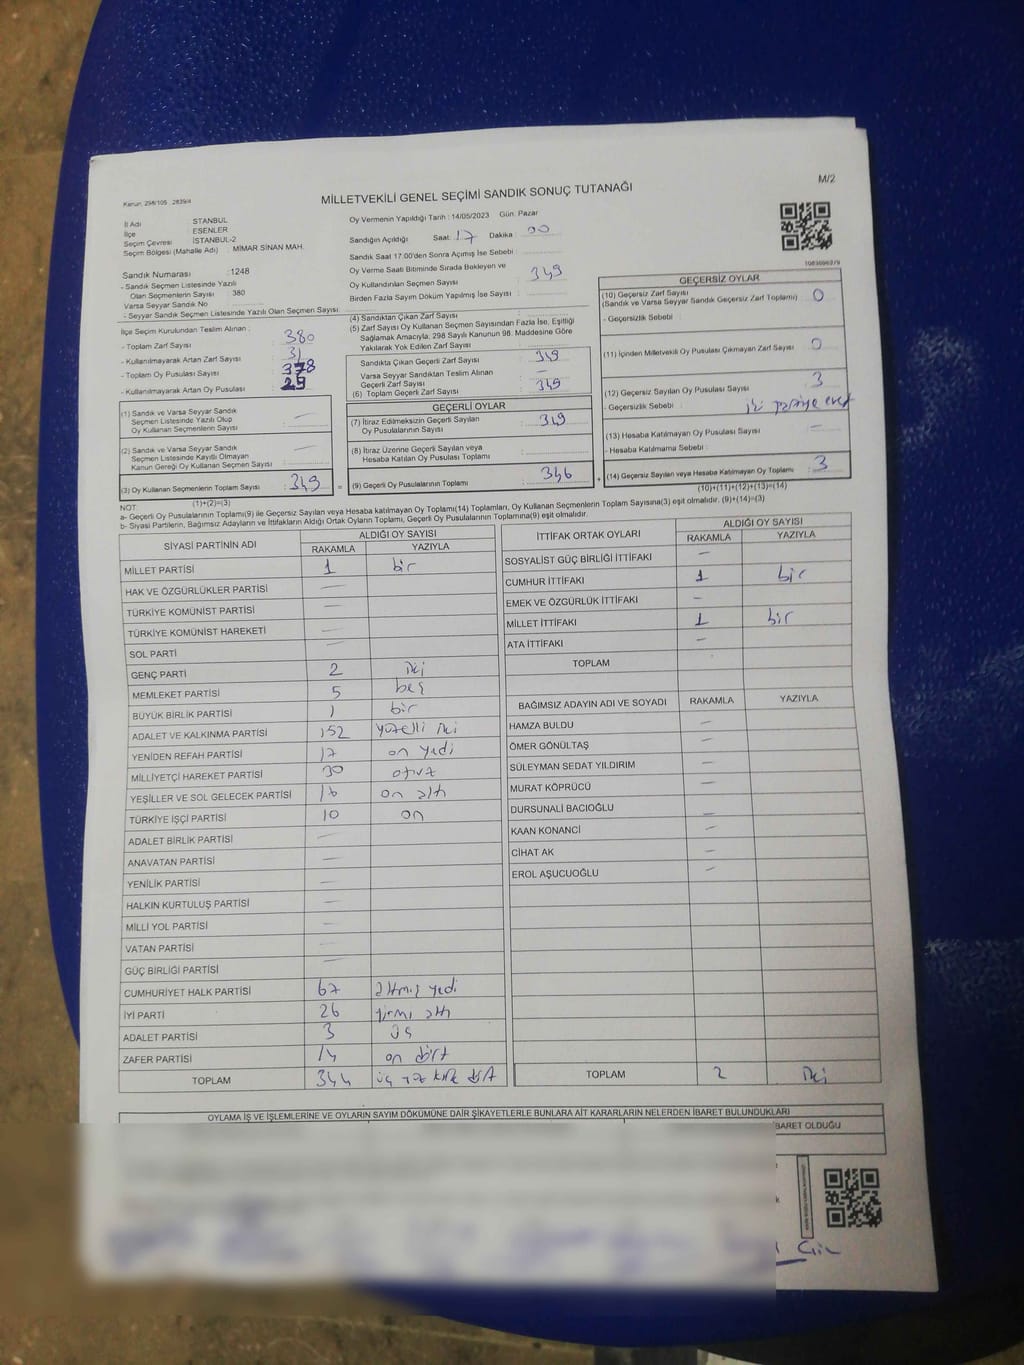 M/2
Kanun: 298/105 , 2839/4
MİLLETVEKİLİ GENEL SEÇİMİ SANDIK SONUÇ TUTANAĞI
İl Adı STANBUL
İlçe ESENLER
Seçim Çevresi İSTANBUL-2
Seçim Bölgesi (Mahalle Adı) MİMAR SİNAN MAH.
Sandık Numarası : 1248
- Sandık Seçmen Listesinde Yazılı
Olan Seçmenlerin Sayısı : 380
Varsa Seyyar Sandık No :
- Seyyar Sandık Seçmen Listesinde Yazılı Olan Seçmen Sayısı :
İlçe Seçim Kurulundan Teslim Alınan :
- Toplam Zarf Sayısı : 380
- Kullanılmayarak Artan Zarf Sayısı : 31
- Toplam Oy Pusulası Sayısı : 378
- Kullanılmayarak Artan Oy Pusulası : 29
(1) Sandık ve Varsa Seyyar Sandık
Seçmen Listesinde Yazılı Olup
Oy Kullanan Seçmenlerin Sayısı : —
(2) Sandık ve Varsa Seyyar Sandık
Seçmen Listesinde Kayıtlı Olmayan
Kanun Gereği Oy Kullanan Seçmen Sayısı : —
(3) Oy Kullanan Seçmenlerin Toplam Sayısı : 349
(1)+(2)=(3)
Oy Vermenin Yapıldığı Tarih : 14/05/2023 Gün: Pazar
Sandığın Açıldığı Saat: 17 Dakika : 00
Sandık Saat 17:00'den Sonra Açılmış İse Sebebi :
Oy Verme Saati Bitiminde Sırada Bekleyen ve
Oy Kullandırılan Seçmen Sayısı : 349
Birden Fazla Sayım Döküm Yapılmış İse Sayısı :
(4) Sandıktan Çıkan Zarf Sayısı :
(5) Zarf Sayısı Oy Kullanan Seçmen Sayısından Fazla İse, Eşitliği
Sağlamak Amacıyla, 298 Sayılı Kanunun 98. Maddesine Göre
Yakılarak Yok Edilen Zarf Sayısı :
Sandıkta Çıkan Geçerli Zarf Sayısı : 349
Varsa Seyyar Sandıktan Teslim Alınan
Geçerli Zarf Sayısı : —
(6) Toplam Geçerli Zarf Sayısı : 349
GEÇERLİ OYLAR
(7) İtiraz Edilmeksizin Geçerli Sayılan
Oy Pusulalarının Sayısı : 349
(8) İtiraz Üzerine Geçerli Sayılan veya
Hesaba Katılan Oy Pusulası Toplamı :
(9) Geçerli Oy Pusulalarının Toplamı : 346
1083696379
GEÇERSİZ OYLAR
(10) Geçersiz Zarf Sayısı
(Sandık ve Varsa Seyyar Sandık Geçersiz Zarf Toplamı) : 0
- Geçersizlik Sebebi :
(11) İçinden Milletvekili Oy Pusulası Çıkmayan Zarf Sayısı : 0
(12) Geçersiz Sayılan Oy Pusulası Sayısı : 3
- Geçersizlik Sebebi : iki partiye evet
(13) Hesaba Katılmayan Oy Pusulası Sayısı : —
- Hesaba Katılmama Sebebi :
(14) Geçersiz Sayılan veya Hesaba Katılmayan Oy Toplamı : 3
(10)+(11)+(12)+(13)=(14)
NOT:
a- Geçerli Oy Pusulalarının Toplamı(9) ile Geçersiz Sayılan veya Hesaba katılmayan Oy Toplamı(14) Toplamları, Oy Kullanan Seçmenlerin Toplam Sayısına(3) eşit olmalıdır. (9)+(14)=(3)
b- Siyasi Partilerin, Bağımsız Adayların ve İttifakların Aldığı Ortak Oyların Toplamı, Geçerli Oy Pusulalarının Toplamına(9) eşit olmalıdır.
SİYASİ PARTİNİN ADI ALDIĞI OY SAYISI
RAKAMLA YAZIYLA
MİLLET PARTİSİ 1 bir
HAK VE ÖZGÜRLÜKLER PARTİSİ —
TÜRKİYE KOMÜNİST PARTİSİ —
TÜRKİYE KOMÜNİST HAREKETİ —
SOL PARTİ —
GENÇ PARTİ 2 iki
MEMLEKET PARTİSİ 5 beş
BÜYÜK BİRLİK PARTİSİ 1 bir
ADALET VE KALKINMA PARTİSİ 152 yüzelli iki
YENİDEN REFAH PARTİSİ 17 on yedi
MİLLİYETÇİ HAREKET PARTİSİ 30 otuz
YEŞİLLER VE SOL GELECEK PARTİSİ 16 on altı
TÜRKİYE İŞÇİ PARTİSİ 10 on
ADALET BİRLİK PARTİSİ —
ANAVATAN PARTİSİ —
YENİLİK PARTİSİ —
HALKIN KURTULUŞ PARTİSİ —
MİLLİ YOL PARTİSİ —
VATAN PARTİSİ —
GÜÇ BİRLİĞİ PARTİSİ —
CUMHURİYET HALK PARTİSİ 67 altmış yedi
İYİ PARTİ 26 yirmi altı
ADALET PARTİSİ 3 üç
ZAFER PARTİSİ 14 on dört
TOPLAM 344 üç yüz kırk dört
İTTİFAK ORTAK OYLARI ALDIĞI OY SAYISI
RAKAMLA YAZIYLA
SOSYALİST GÜÇ BİRLİĞİ İTTİFAKI —
CUMHUR İTTİFAKI 1 bir
EMEK VE ÖZGÜRLÜK İTTİFAKI —
MİLLET İTTİFAKI 1 bir
ATA İTTİFAKI —
TOPLAM
BAĞIMSIZ ADAYIN ADI VE SOYADI RAKAMLA YAZIYLA
HAMZA BULDU —
ÖMER GÖNÜLTAŞ —
SÜLEYMAN SEDAT YILDIRIM —
MURAT KÖPRÜCÜ —
DURSUNALİ BACIOĞLU —
KAAN KONANCİ —
CİHAT AK —
EROL AŞUCUOĞLU —
TOPLAM 2 iki
OYLAMA İŞ VE İŞLEMLERİNE VE OYLARIN SAYIM DÖKÜMÜNE DAİR ŞİKAYETLERLE BUNLARA AİT KARARLARIN NELERDEN İBARET BULUNDUKLARI
BARET OLDUĞU